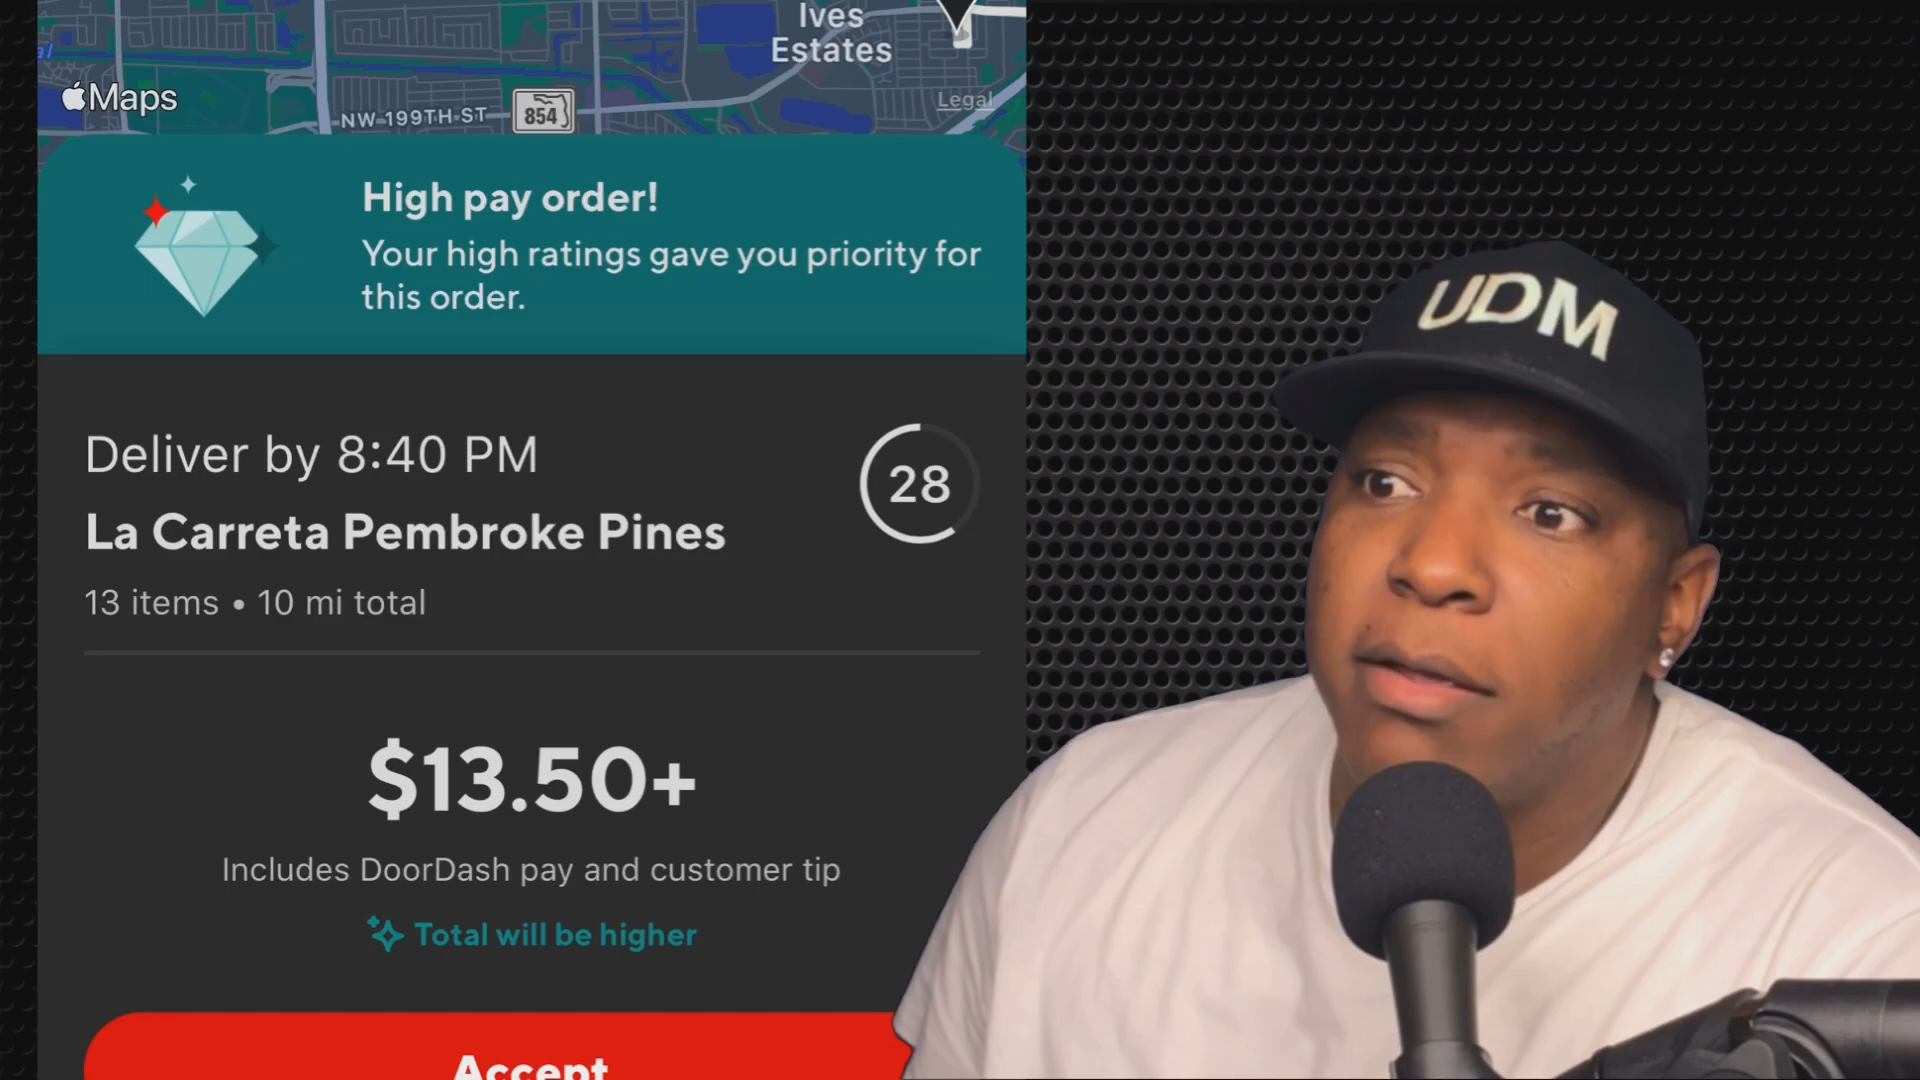 Ives
Estates
Maps
Legal
NW 199TH ST
854
High pay order!
Your high ratings gave you priority for
this order.
Deliver by 8:40 PM
28
La Carreta Pembroke Pines
13 items • 10 mi total
$13.50+
Includes DoorDash pay and customer tip
Total will be higher
Accept
UDM